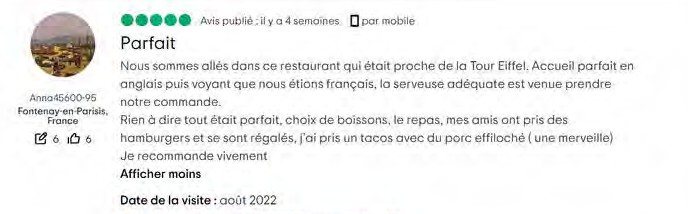 Avis publié : il y a 4 semaines par mobile
Parfait
Nous sommes allés dans ce restaurant qui était proche de la Tour Eiffel. Accueil parfait en
anglais puis voyant que nous étions français, la serveuse adéquate est venue prendre
notre commande.
Rien à dire tout était parfait, choix de boissons, le repas, mes amis ont pris des
hamburgers et se sont régalés, j'ai pris un tacos avec du porc effiloché ( une merveille)
Je recommande vivement
Afficher moins
Date de la visite : août 2022
Anna45600-95
Fontenay-en-Parisis,
France
6 6